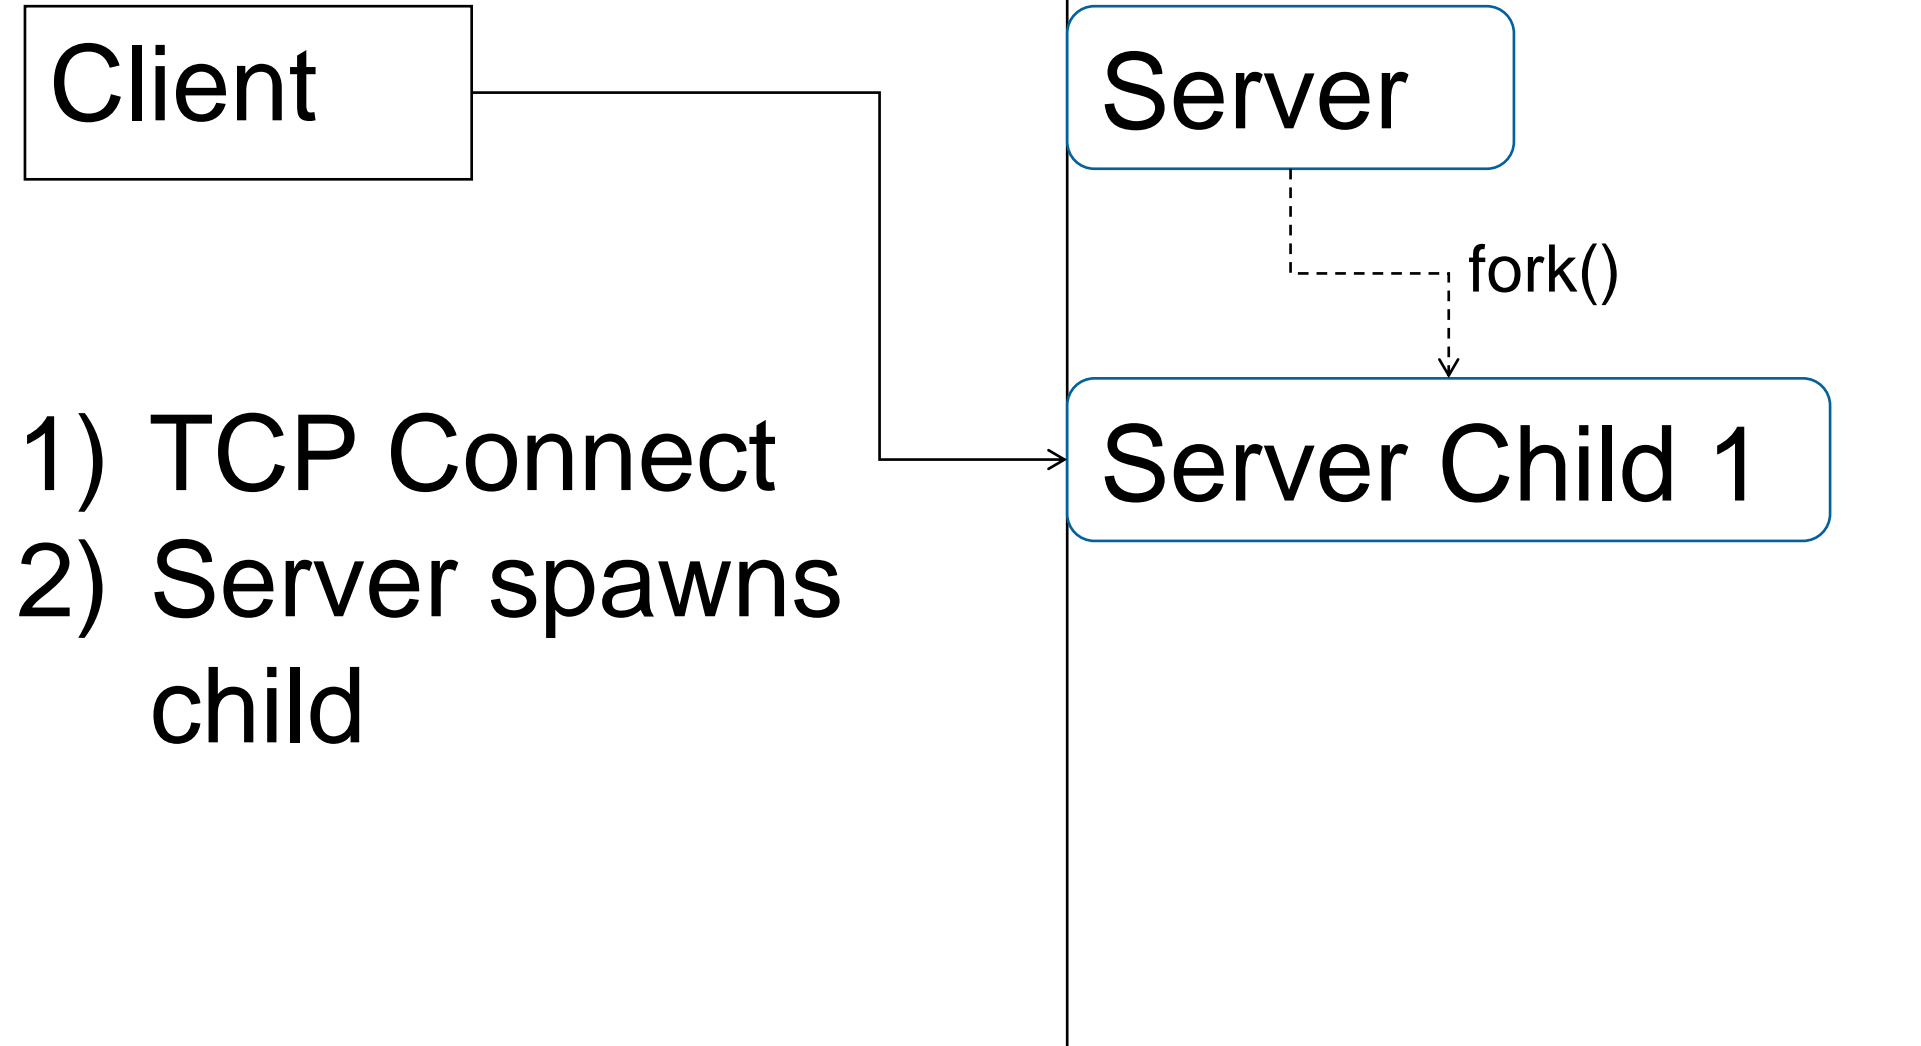 Client
Server
fork()
Server Child 1
1) TCP Connect
2) Server spawns
child